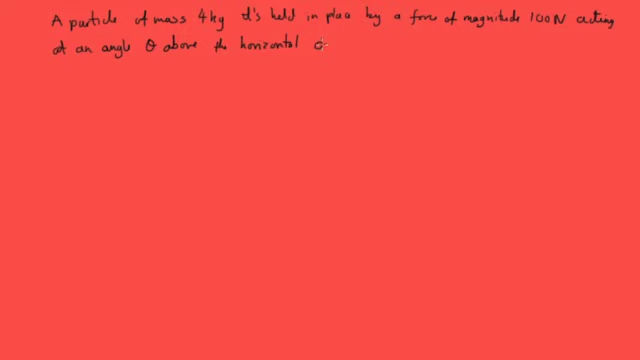 A particle of mass 4kg is held in place by a force of magnitude 100N acting
at an angle θ above the horizontal